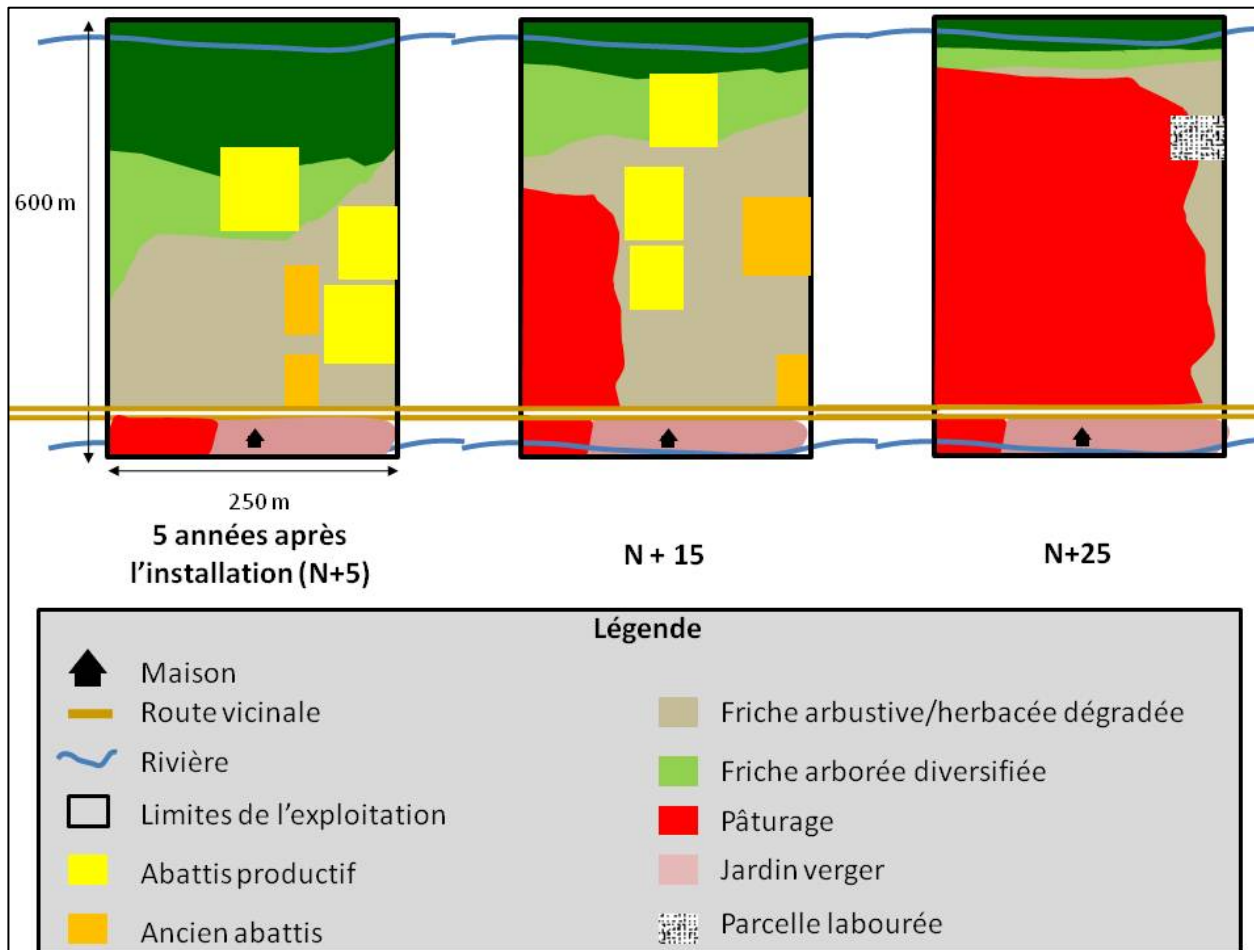 600 m
250 m
5 années après
l’installation (N+5)
N + 15
N+25
Légende
Maison
Route vicinale
Rivière
Limites de l’exploitation
Abattis productif
Ancien abattis
Friche arbustive/herbacée dégradée
Friche arborée diversifiée
Pâturage
Jardin verger
Parcelle labourée